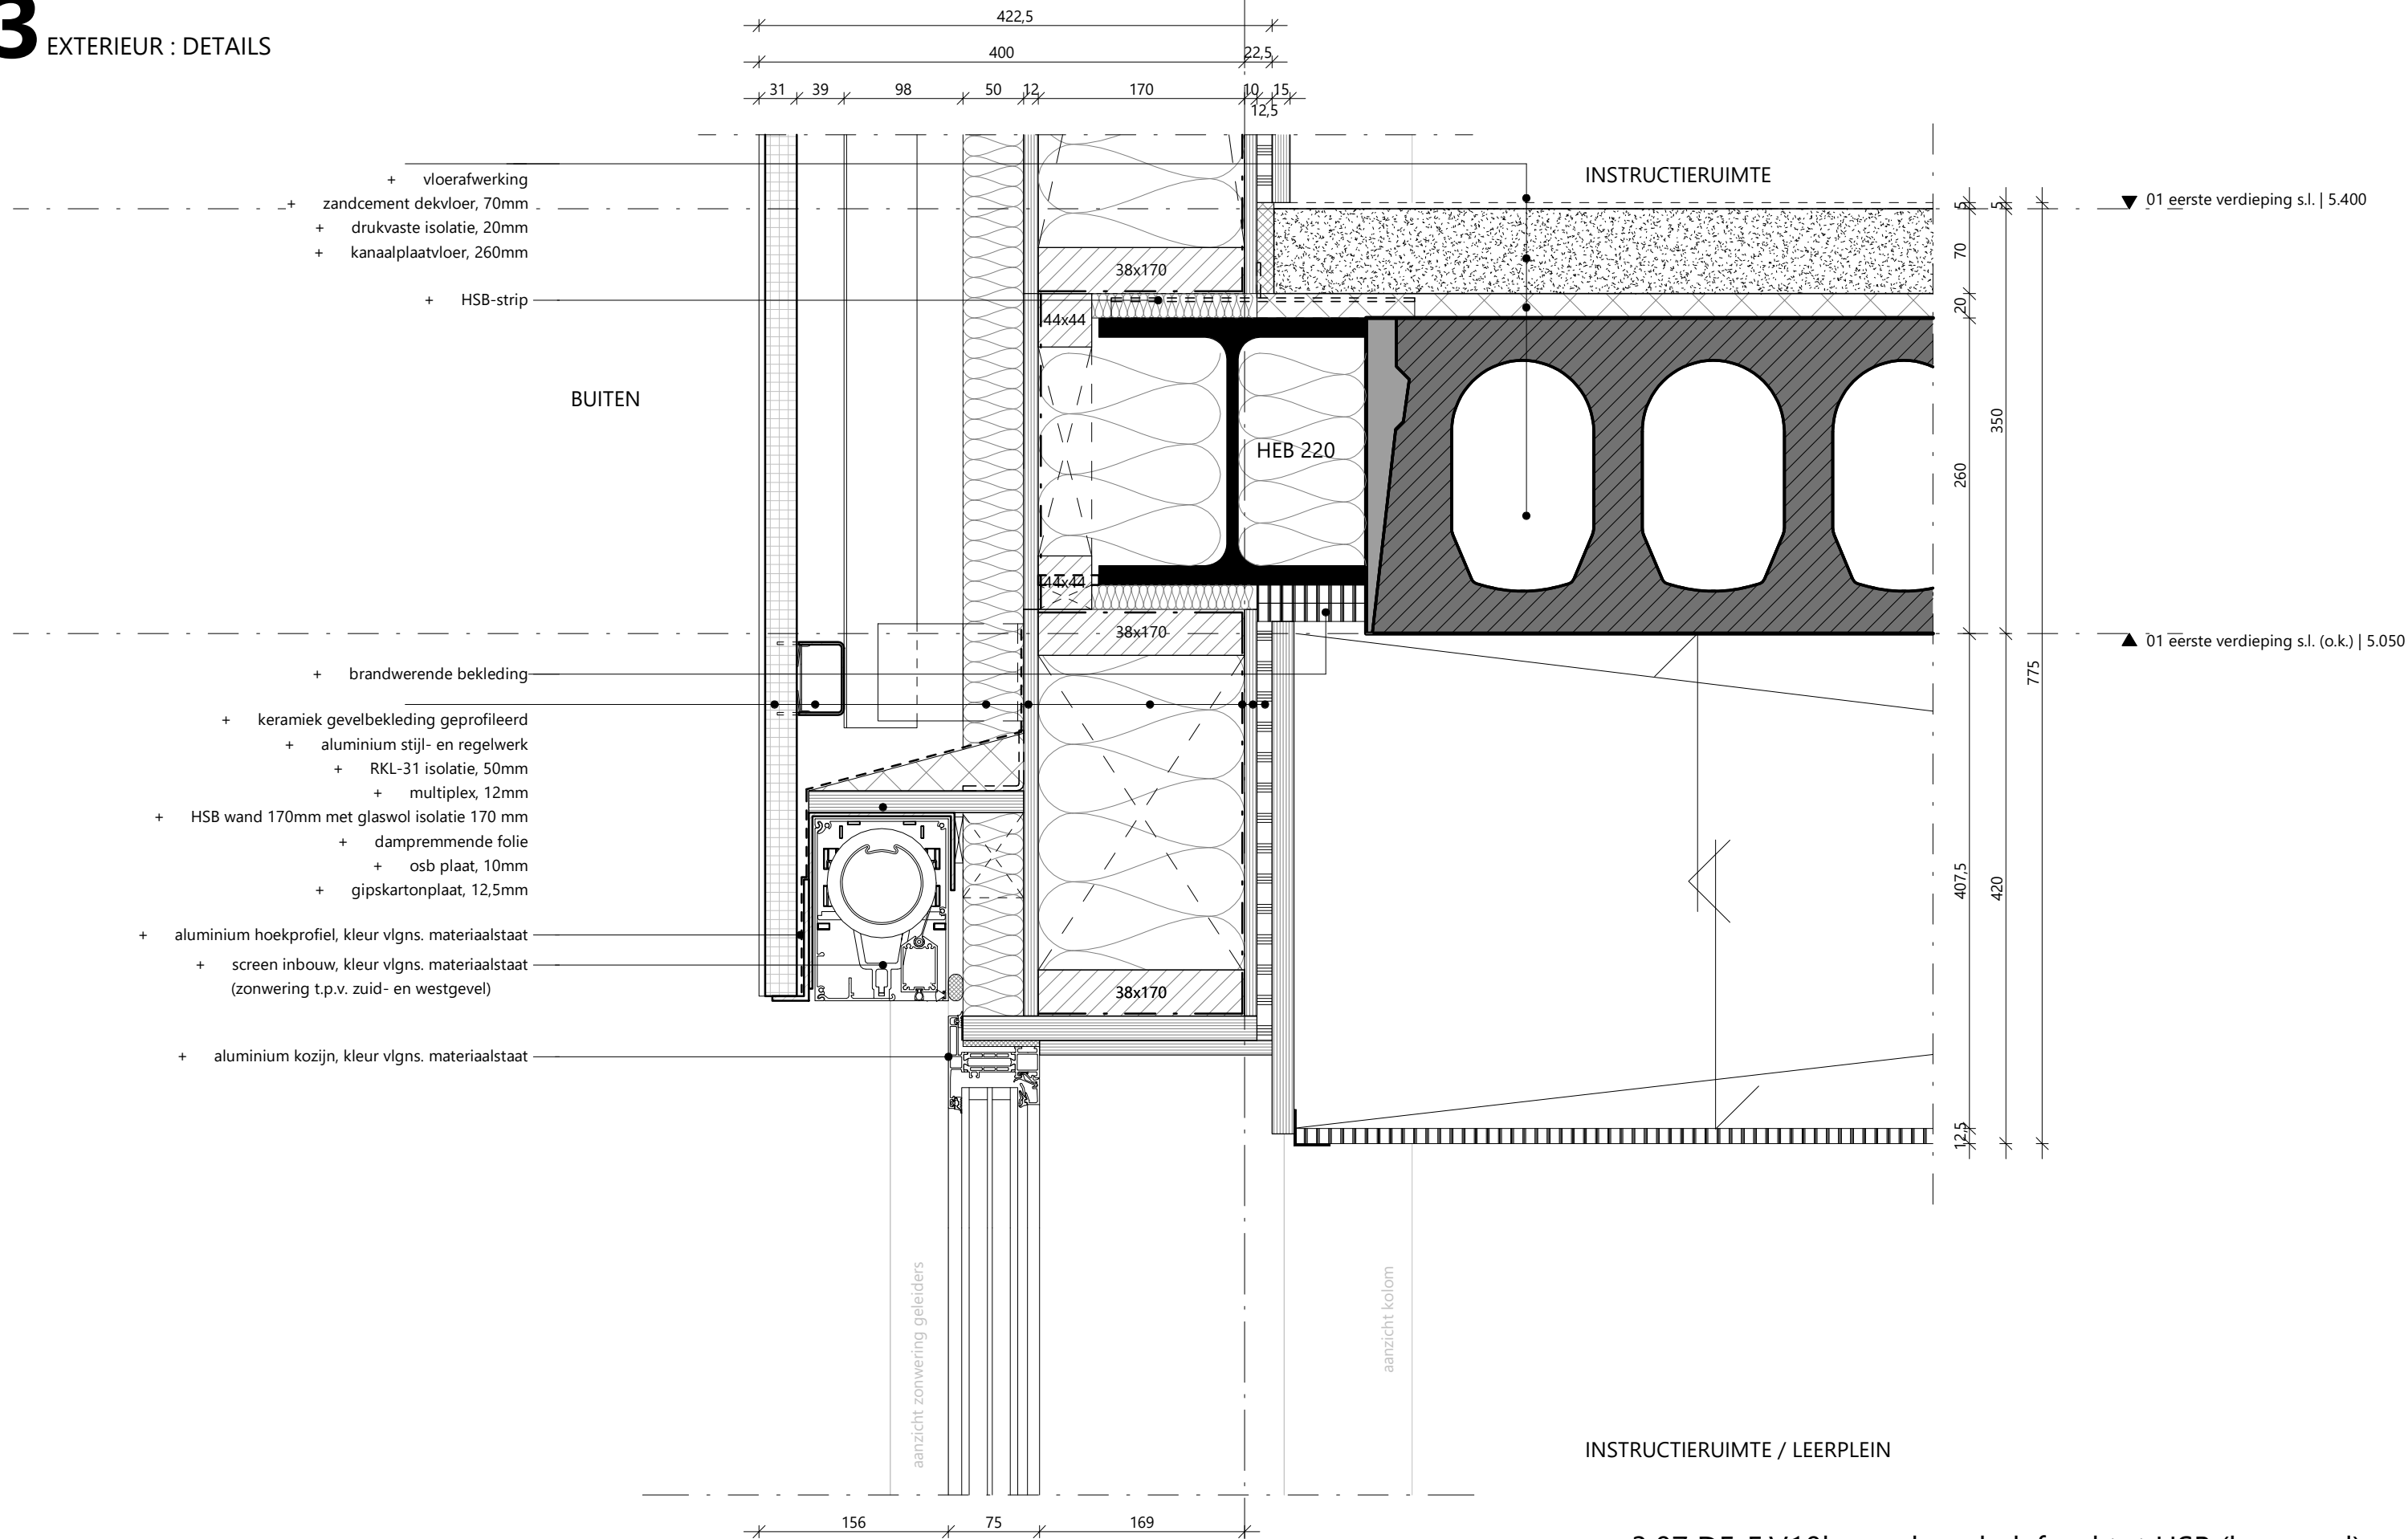 3 EXTERIEUR : DETAILS
422,5
400
22,5
31
39
98
50
12
170
10
15
12,5
+ vloerafwerking
+ zandcement dekvloer, 70mm
+ drukvaste isolatie, 20mm
+ kanaalplaatvloer, 260mm
+ HSB-strip
BUITEN
+ brandwerende bekleding
+ keramiek gevelbekleding geprofileerd
+ aluminium stijl- en regelwerk
+ RKL-31 isolatie, 50mm
+ multiplex, 12mm
+ HSB wand 170mm met glaswol isolatie 170 mm
+ dampremmende folie
+ osb plaat, 10mm
+ gipskartonplaat, 12,5mm
+ aluminium hoekprofiel, kleur vlgns. materiaalstaat
+ screen inbouw, kleur vlgns. materiaalstaat
(zonwering t.p.v. zuid- en westgevel)
+ aluminium kozijn, kleur vlgns. materiaalstaat
38x170
44x44
HEB 220
44x44
38x170
38x170
INSTRUCTIERUIMTE
01 eerste verdieping s.l. | 5.400
01 eerste verdieping s.l. (o.k.) | 5.050
5
70
20
260
407,5
12,5
5
350
420
775
aanzicht zonwering geleiders
aanzicht kolom
INSTRUCTIERUIMTE / LEERPLEIN
156
75
169